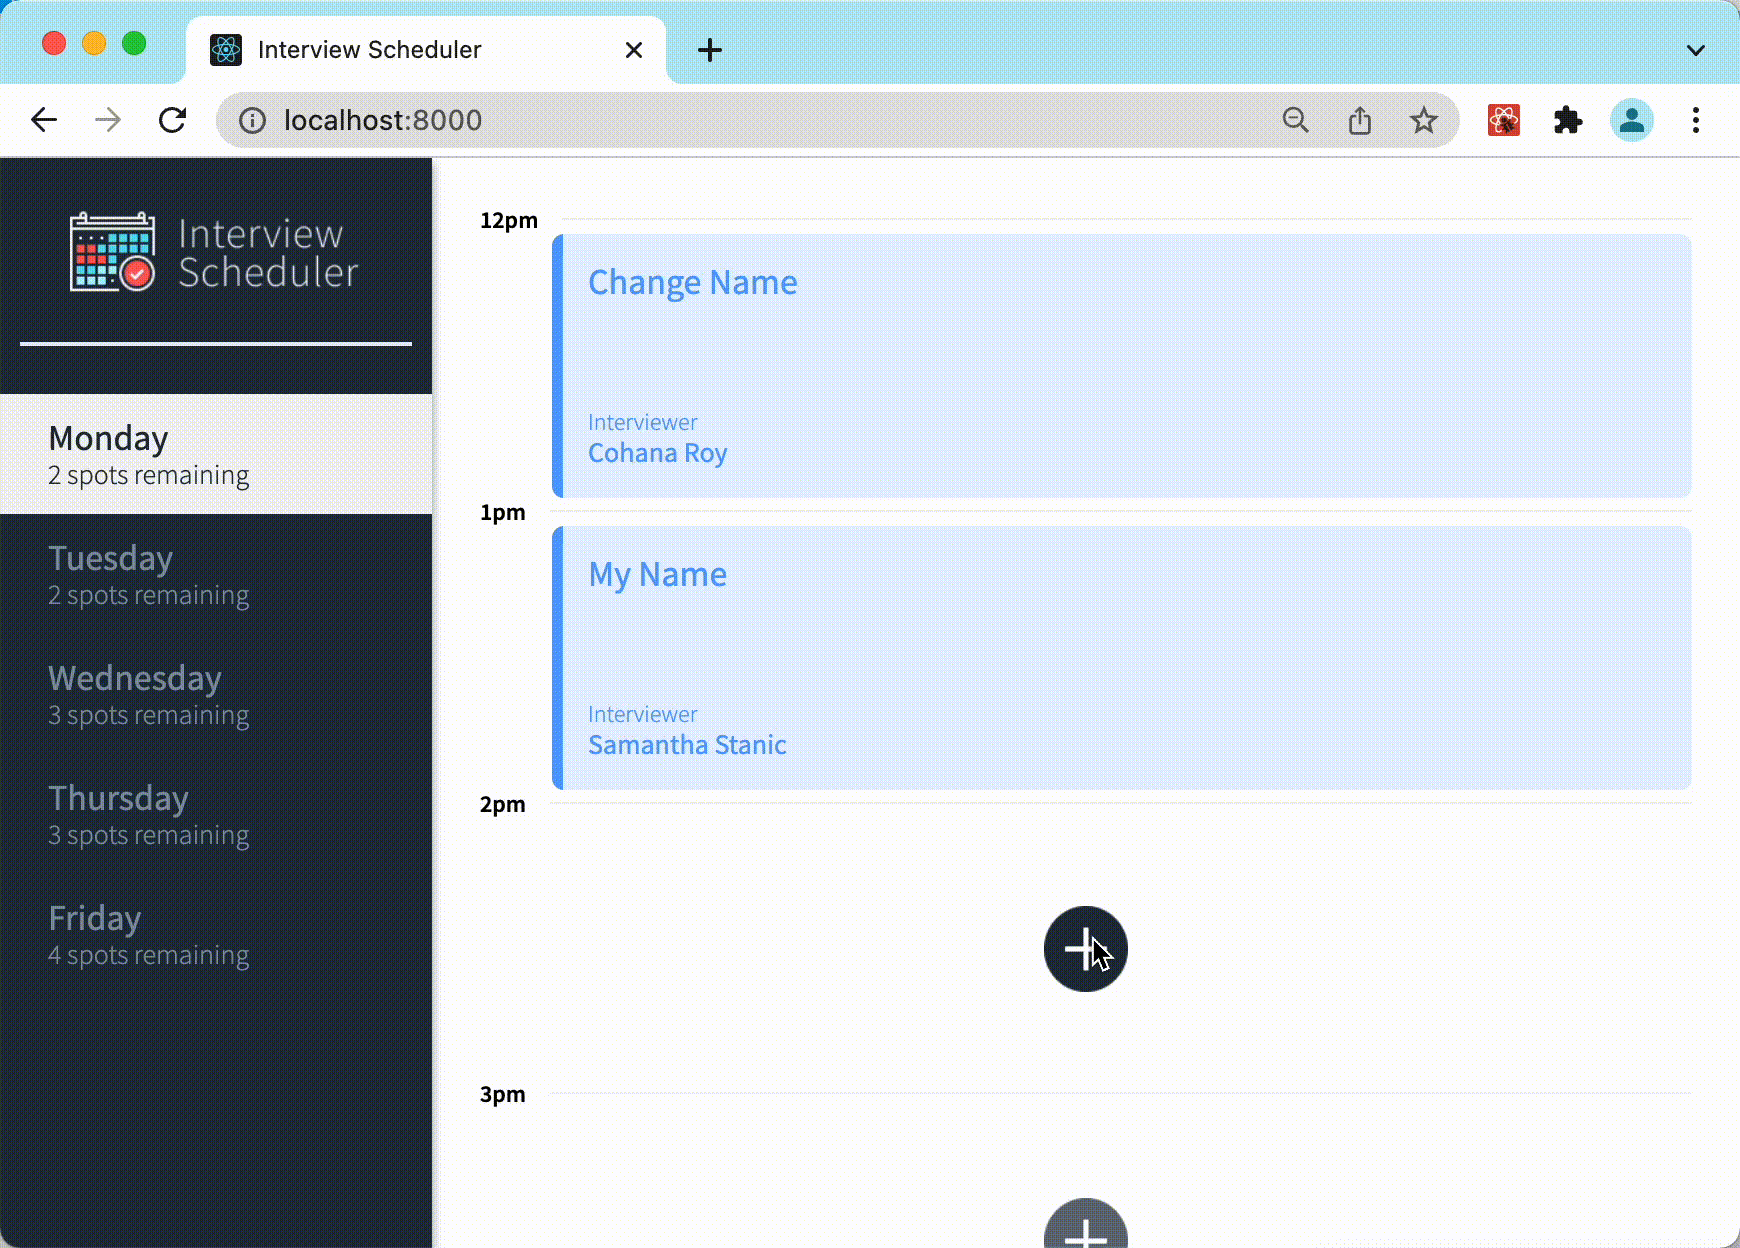 Interview Scheduler
localhost:8000
Interview
Scheduler
Monday
2 spots remaining
Tuesday
2 spots remaining
Wednesday
3 spots remaining
Thursday
3 spots remaining
Friday
4 spots remaining
12pm
Change Name
Interviewer
Cohana Roy
1pm
My Name
Interviewer
Samantha Stanic
2pm
3pm